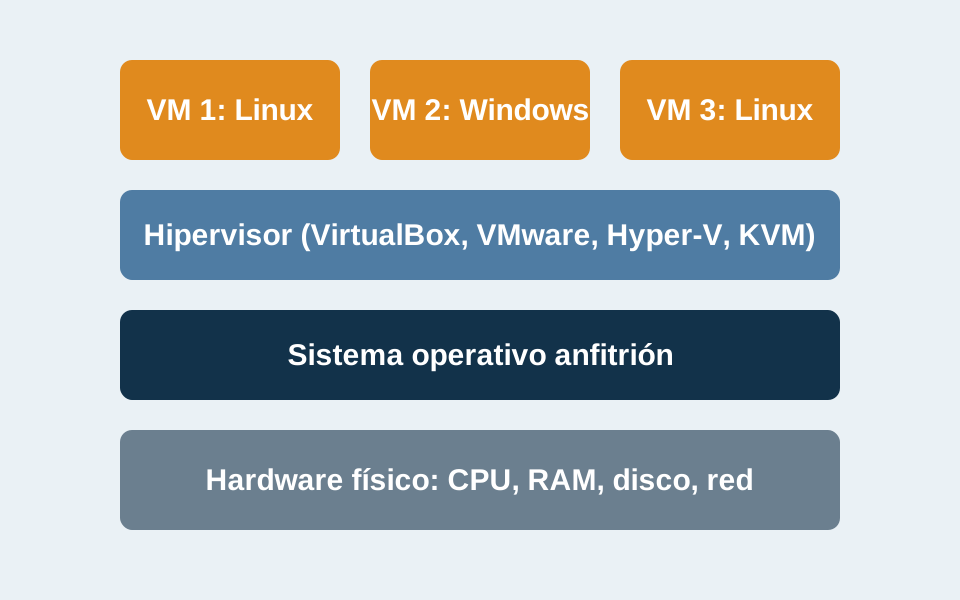 VM 1: Linux
VM 2: Windows
VM 3: Linux
Hipervisor (VirtualBox, VMware, Hyper-V, KVM)
Sistema operativo anfitrión
Hardware físico: CPU, RAM, disco, red